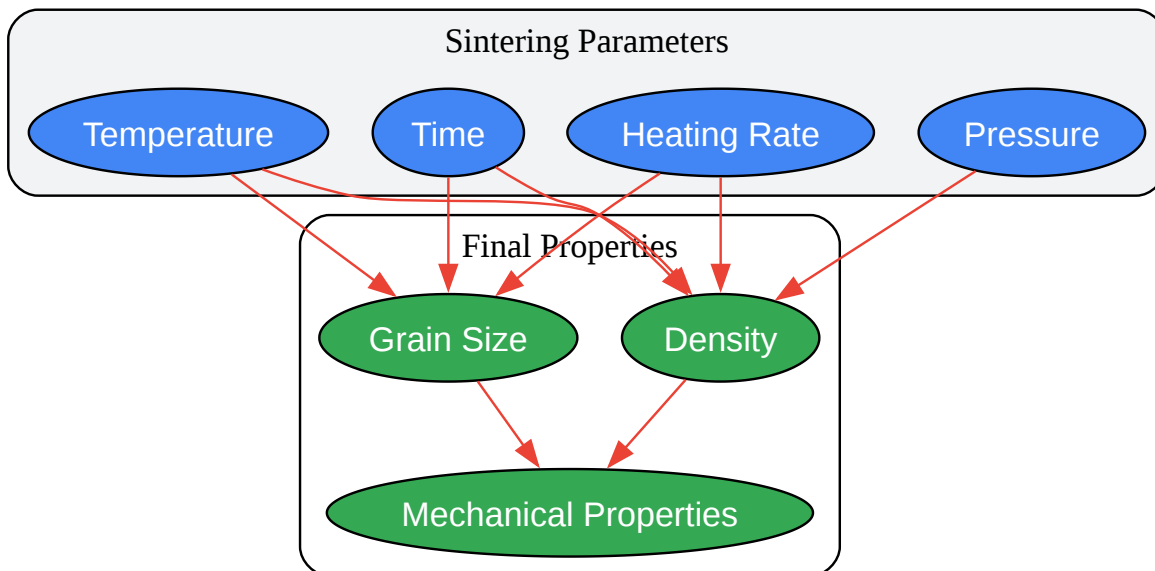 Sintering Parameters
Temperature
Time
Heating Rate
Pressure
Final Properties
Grain Size
Density
Mechanical Properties